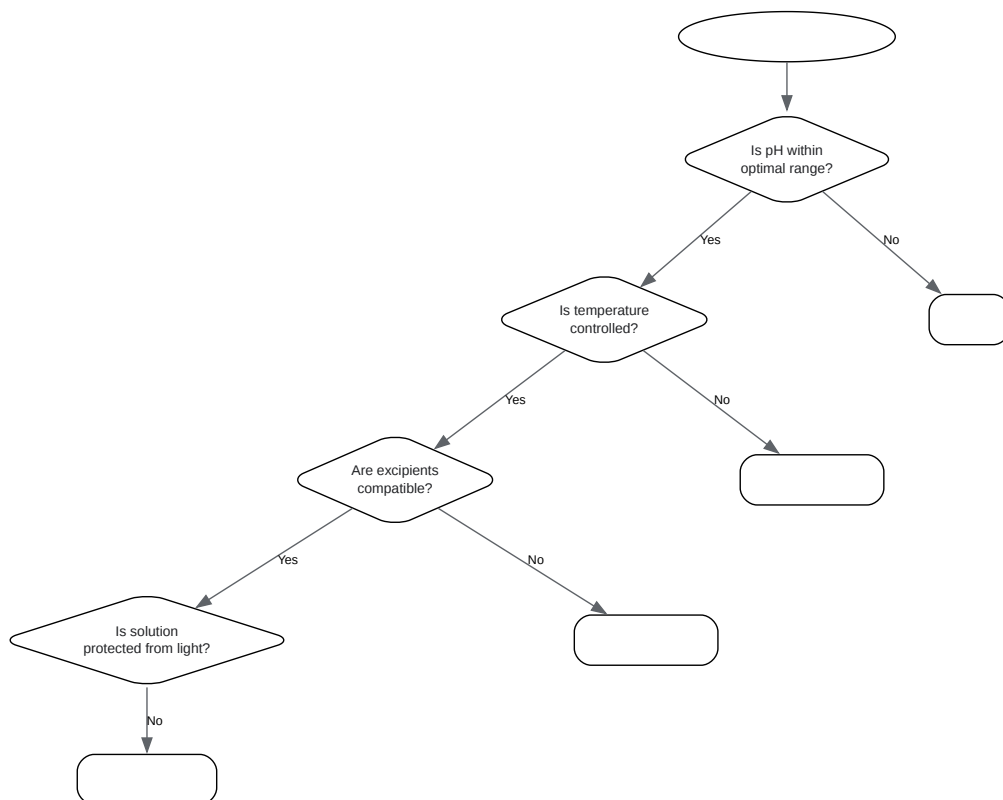 Is pH within
optimal range?
Yes
No
Is temperature
controlled?
Yes
No
Are excipients
compatible?
Yes
No
Is solution
protected from light?
No